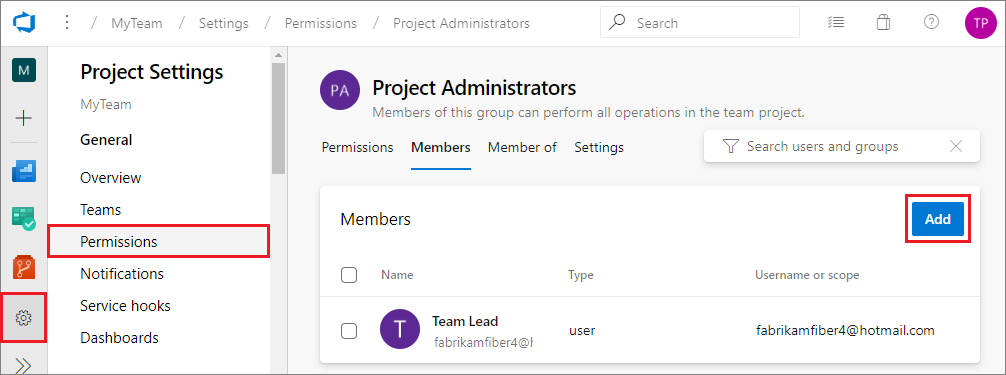 / MyTeam / Settings / Permissions / Project Administrators
Search
TP
M
Project Settings
MyTeam
General
Overview
Teams
Permissions
Notifications
Service hooks
Dashboards
PA
Project Administrators
Members of this group can perform all operations in the team project.
Permissions Members Member of Settings
Search users and groups
Members
Add
Name Type Username or scope
T
Team Lead
user
fabrikamfiber4@hotmail.com
fabrikamfiber4@h